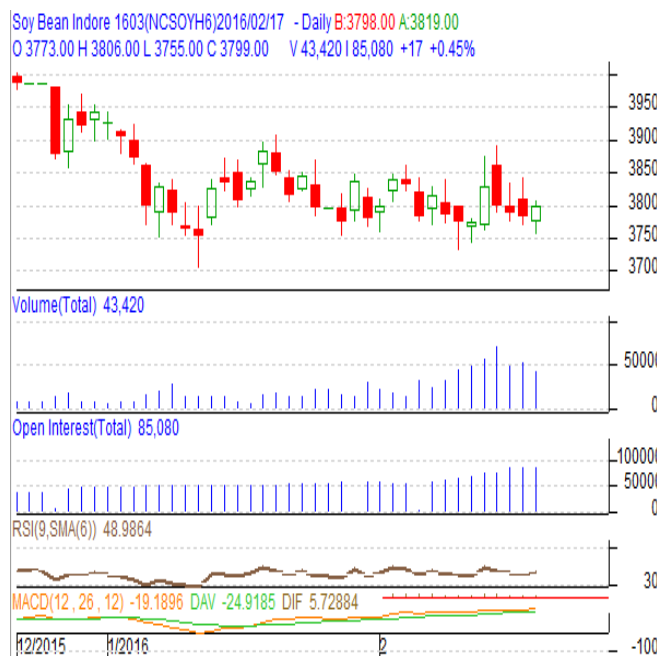 Soy Bean Indore 1603(NCSOYH6)2016/02/17 - Daily B:3798.00 A:3819.00
O 3773.00 H 3806.00 L 3755.00 C 3799.00 V 43,420 I 85,080 +17 +0.45%
3950
3900
3850
3800
3750
3700
Volume(Total) 43,420
50000
0
Open Interest(Total) 85,080
100000
50000
0
RSI(9,SMA(6)) 48.9864
30
MACD(12 , 26 , 12) -19.1896 DAV -24.9185 DIF 5.72884
12/2015 1/2016 2 -100